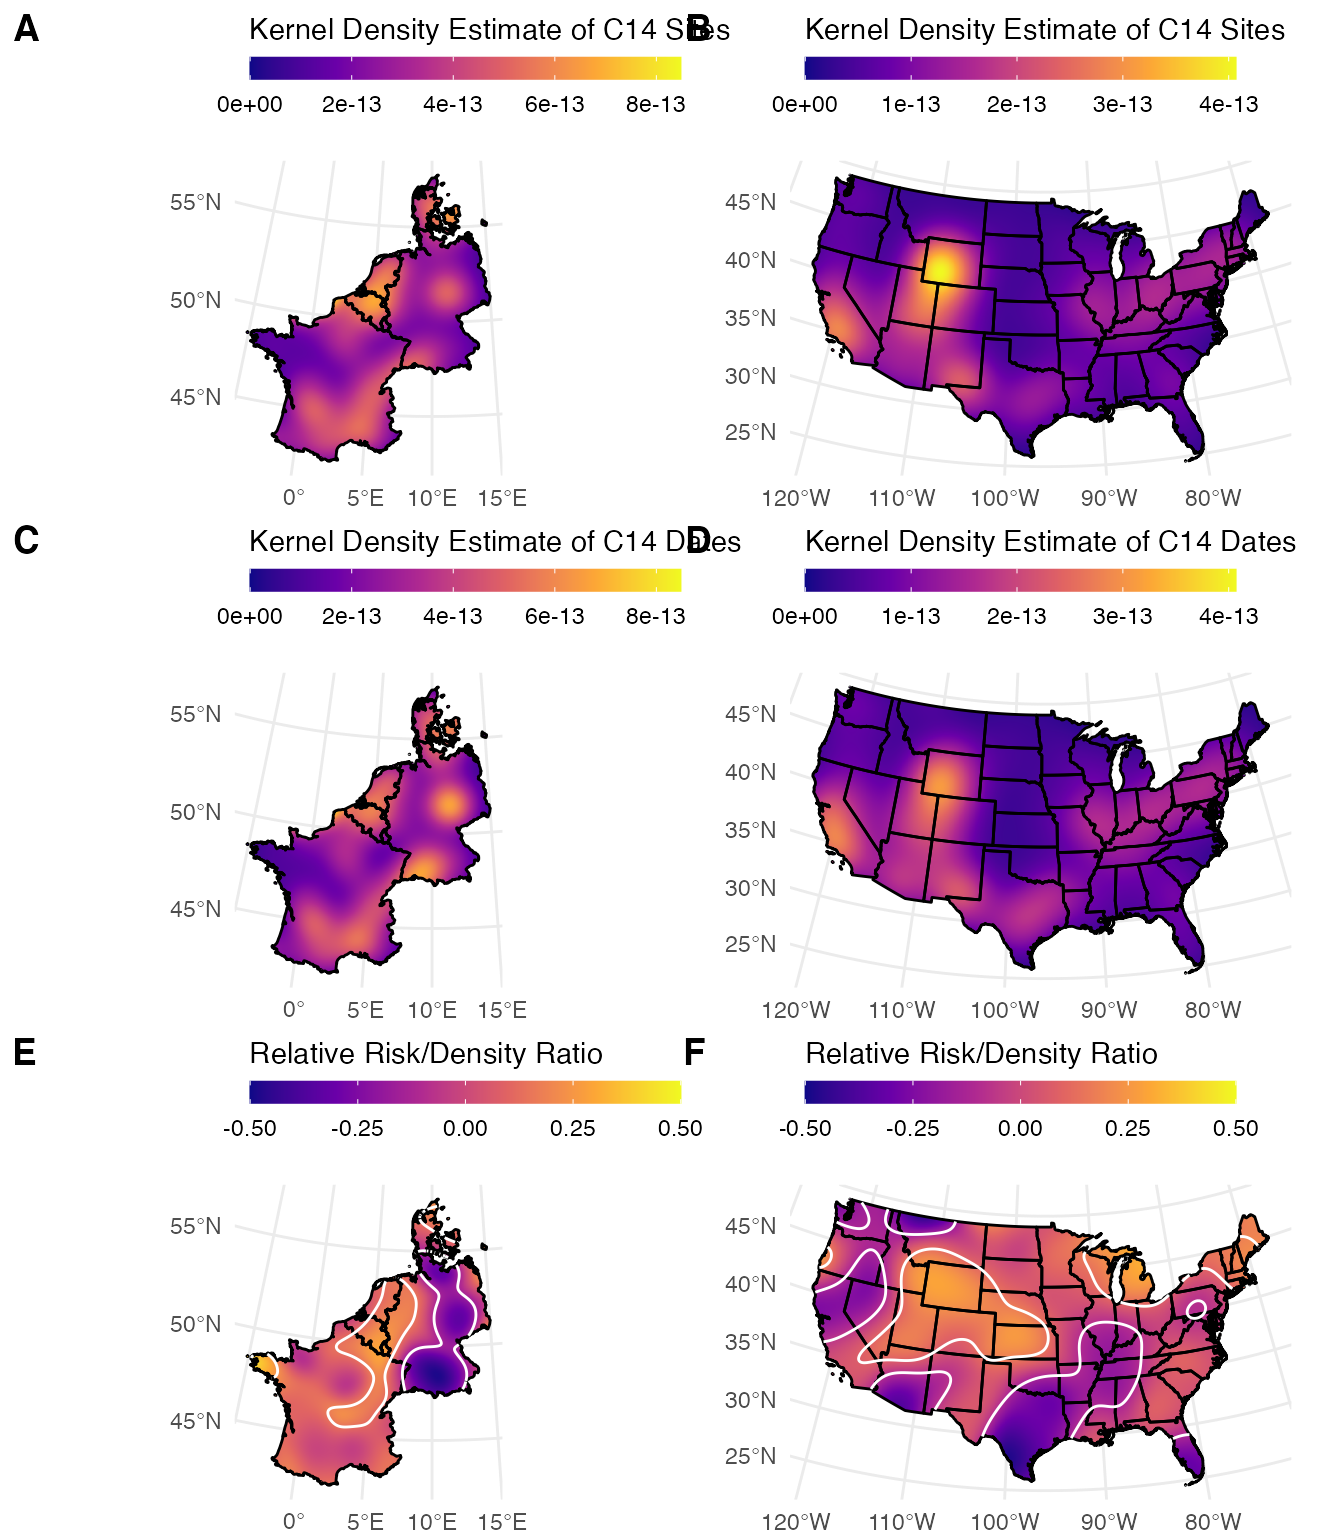 A
Kernel Density Estimate of C14 Sites
0e+00 2e-13 4e-13 6e-13 8e-13
55°N
50°N
45°N
0° 5°E 10°E 15°E
B
Kernel Density Estimate of C14 Sites
0e+00 1e-13 2e-13 3e-13 4e-13
45°N
40°N
35°N
30°N
25°N
120°W 110°W 100°W 90°W 80°W
C
Kernel Density Estimate of C14 Dates
0e+00 2e-13 4e-13 6e-13 8e-13
55°N
50°N
45°N
0° 5°E 10°E 15°E
D
Kernel Density Estimate of C14 Dates
0e+00 1e-13 2e-13 3e-13 4e-13
45°N
40°N
35°N
30°N
25°N
120°W 110°W 100°W 90°W 80°W
E
Relative Risk/Density Ratio
-0.50 -0.25 0.00 0.25 0.50
55°N
50°N
45°N
0° 5°E 10°E 15°E
F
Relative Risk/Density Ratio
-0.50 -0.25 0.00 0.25 0.50
45°N
40°N
35°N
30°N
25°N
120°W 110°W 100°W 90°W 80°W